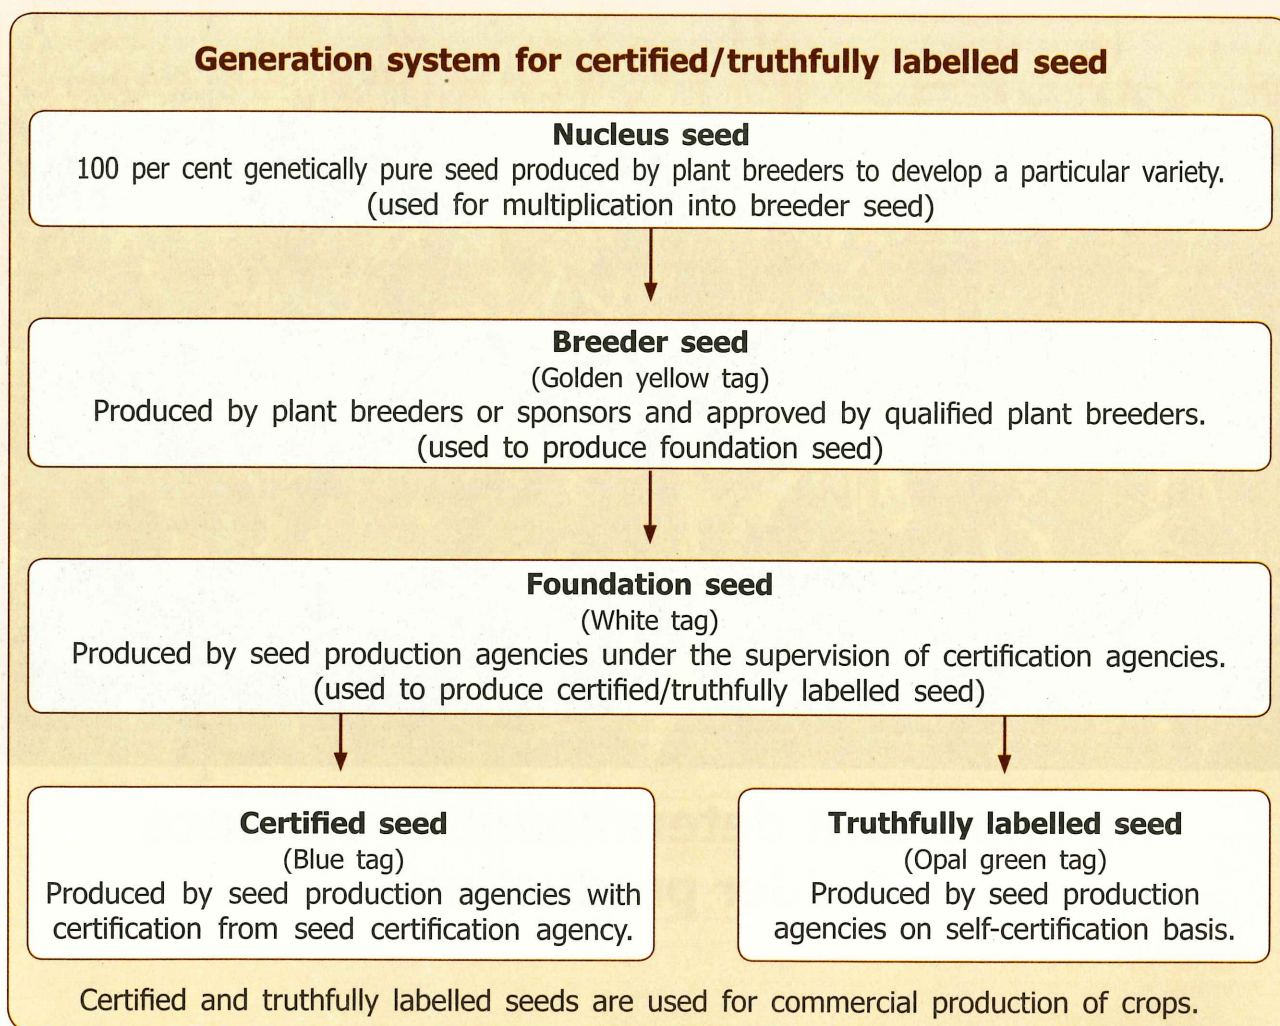 Generation system for certified/truthfully labelled seed
Nucleus seed
100 per cent genetically pure seed produced by plant breeders to develop a particular variety.
(used for multiplication into breeder seed)
Breeder seed
(Golden yellow tag)
Produced by plant breeders or sponsors and approved by qualified plant breeders.
(used to produce foundation seed)
Foundation seed
(White tag)
Produced by seed production agencies under the supervision of certification agencies.
(used to produce certified/truthfully labelled seed)
Certified seed
(Blue tag)
Produced by seed production agencies with
certification from seed certification agency.
Truthfully labelled seed
(Opal green tag)
Produced by seed production
agencies on self-certification basis.
Certified and truthfully labelled seeds are used for commercial production of crops.